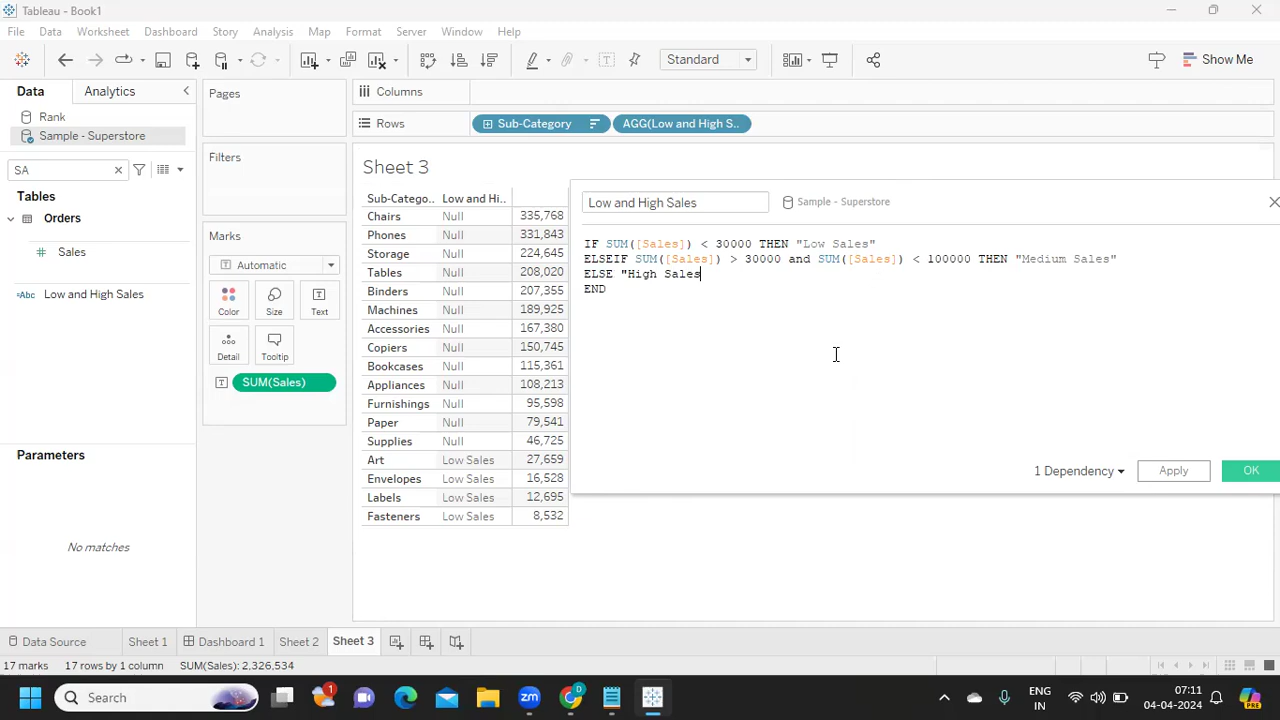 Tableau - Book1
File Data Worksheet Dashboard Story Analysis Map Format Server Window Help
Standard
Show Me
Data Analytics
Rank
Sample - Superstore
SA
Tables
Orders
Sales
Low and High Sales
Parameters
No matches
Pages
Filters
Marks
Automatic
Color Size Text
Detail Tooltip
SUM(Sales)
Columns
Rows Sub-Category AGG(Low and High S..
Sheet 3
Sub-Catego.. Low and Hi..
Chairs Null 335,768
Phones Null 331,843
Storage Null 224,645
Tables Null 208,020
Binders Null 207,355
Machines Null 189,925
Accessories Null 167,380
Copiers Null 150,745
Bookcases Null 115,361
Appliances Null 108,213
Furnishings Null 95,598
Paper Null 79,541
Supplies Null 46,725
Art Low Sales 27,659
Envelopes Low Sales 16,528
Labels Low Sales 12,695
Fasteners Low Sales 8,532
Low and High Sales Sample - Superstore
IF SUM([Sales]) < 30000 THEN "Low Sales"
ELSEIF SUM([Sales]) > 30000 and SUM([Sales]) < 100000 THEN "Medium Sales"
ELSE "High Sales
END
1 Dependency Apply OK
Data Source Sheet 1 Dashboard 1 Sheet 2 Sheet 3
17 marks 17 rows by 1 column SUM(Sales): 2,326,534
Search
ENG
IN
07:11
04-04-2024